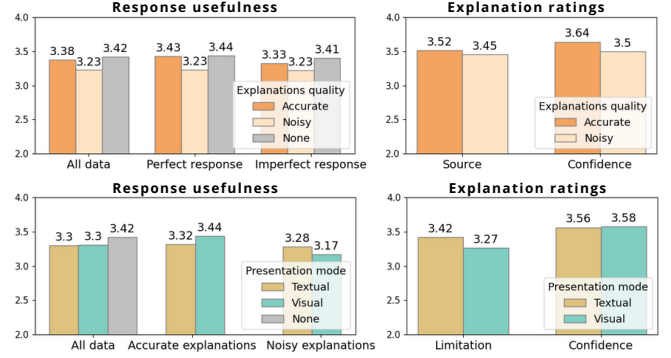 Response usefulness
4.0
3.5
3.0
2.5
2.0
3.38
3.23
3.42
3.43
3.23
3.44
3.33
3.23
3.41
Explanations quality
Accurate
Noisy
None
All data
Perfect response
Imperfect response
Explanation ratings
4.0
3.5
3.0
2.5
2.0
3.52
3.45
3.64
3.5
Explanations quality
Accurate
Noisy
Source
Confidence
Response usefulness
4.0
3.5
3.0
2.5
2.0
3.3
3.3
3.42
3.32
3.44
3.28
3.17
Presentation mode
Textual
Visual
None
All data
Accurate explanations
Noisy explanations
Explanation ratings
4.0
3.5
3.0
2.5
2.0
3.42
3.27
3.56
3.58
Presentation mode
Textual
Visual
Limitation
Confidence